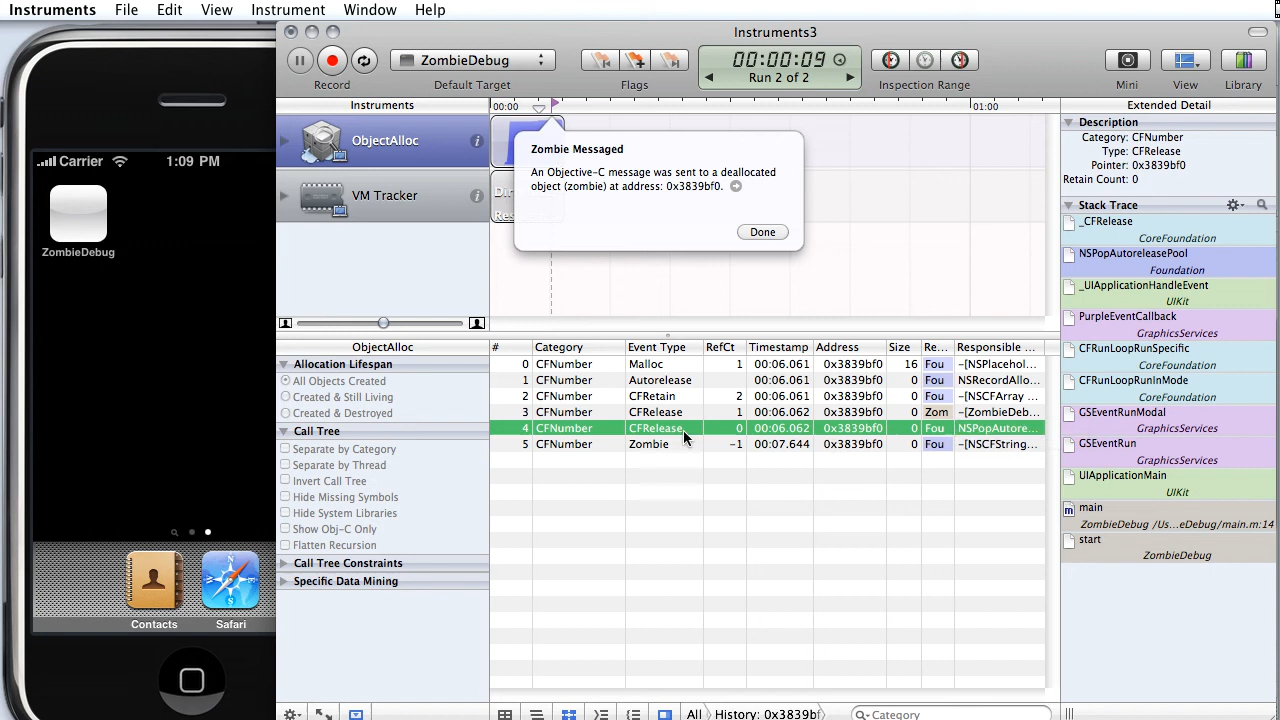 Instruments File Edit View Instrument Window Help
Instruments3
ZombieDebug
00:00:09
Run 2 of 2
Record Default Target Flags Inspection Range Mini View Library
Instruments 00:00 01:00 Extended Detail
Carrier 1:09 PM
ZombieDebug
ObjectAlloc
VM Tracker
Zombie Messaged
An Objective-C message was sent to a deallocated
object (zombie) at address: 0x3839bf0.
Done
Description
Category: CFNumber
Type: CFRelease
Pointer: 0x3839bf0
Retain Count: 0
Stack Trace
_CFRelease
CoreFoundation
NSPopAutoreleasePool
Foundation
_UIApplicationHandleEvent
UIKit
PurpleEventCallback
GraphicsServices
CFRunLoopRunSpecific
CoreFoundation
CFRunLoopRunInMode
CoreFoundation
GSEventRunModal
GraphicsServices
GSEventRun
GraphicsServices
UIApplicationMain
UIKit
main
ZombieDebug /Us...eDebug/main.m:14
start
ZombieDebug
ObjectAlloc
Allocation Lifespan
All Objects Created
Created & Still Living
Created & Destroyed
Call Tree
Separate by Category
Separate by Thread
Invert Call Tree
Hide Missing Symbols
Hide System Libraries
Show Obj-C Only
Flatten Recursion
Call Tree Constraints
Specific Data Mining
# Category Event Type RefCt Timestamp Address Size Re... Responsible ...
0 CFNumber Malloc 1 00:06.061 0x3839bf0 16 Fou -[NSPlacehol...
1 CFNumber Autorelease 00:06.061 0x3839bf0 0 Fou NSRecordAllo...
2 CFNumber CFRetain 2 00:06.061 0x3839bf0 0 Fou -[NSCFArray ...
3 CFNumber CFRelease 1 00:06.062 0x3839bf0 0 Zom -[ZombieDeb...
4 CFNumber CFRelease 0 00:06.062 0x3839bf0 0 Fou NSPopAutore...
5 CFNumber Zombie -1 00:07.644 0x3839bf0 0 Fou -[NSCFString...
All History: 0x3839bf
Category
Contacts Safari